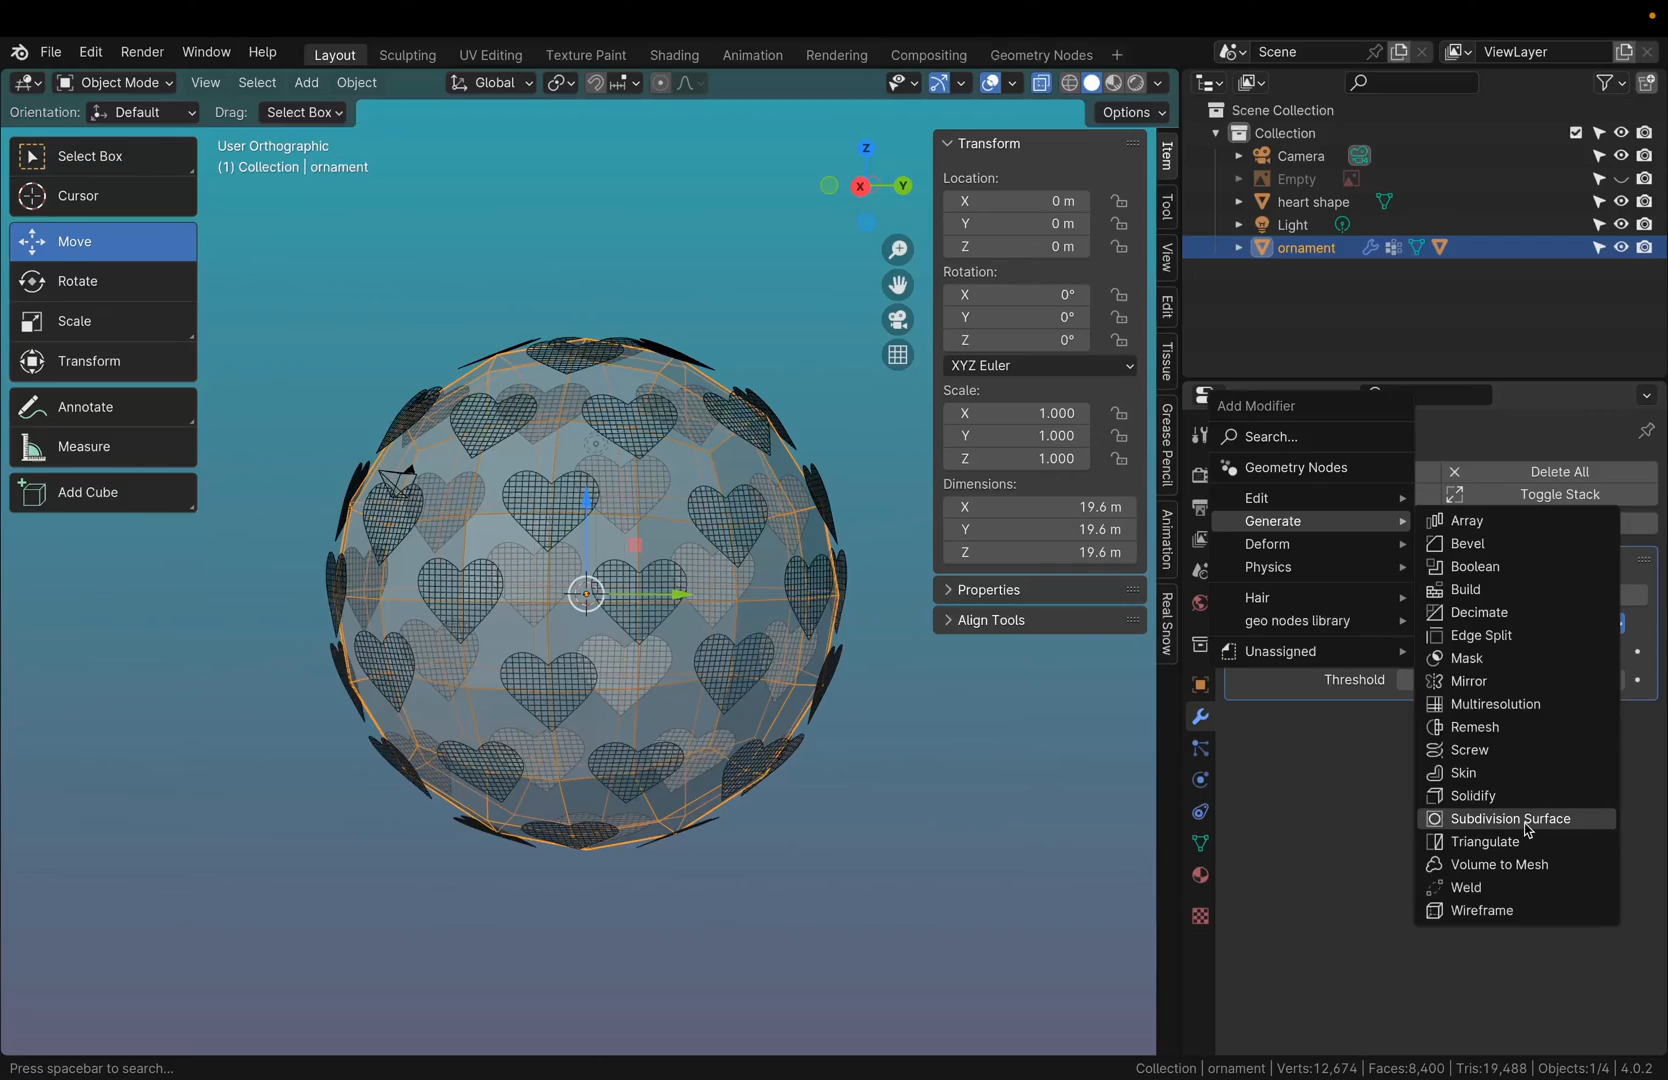 File Edit Render Window Help Layout Sculpting UV Editing Texture Paint Shading Animation Rendering Compositing Geometry Nodes + Scene ViewLayer
Object Mode View Select Add Object Global
Orientation: Default Drag: Select Box Options
Select Box
Cursor
Move
Rotate
Scale
Transform
Annotate
Measure
Add Cube
User Orthographic
(1) Collection | ornament
Z
X
Y
Transform
Location:
X 0 m
Y 0 m
Z 0 m
Rotation:
X 0°
Y 0°
Z 0°
XYZ Euler
Scale:
X 1.000
Y 1.000
Z 1.000
Dimensions:
X 19.6 m
Y 19.6 m
Z 19.6 m
Properties
Align Tools
Item
Tool
View
Edit
Tissue
Grease Pencil
Animation
Real Snow
Scene Collection
Collection
Camera
Empty
heart shape
Light
ornament
Add Modifier
Search...
Geometry Nodes
Edit
Generate
Deform
Physics
Hair
geo nodes library
Unassigned
Threshold
Delete All
Toggle Stack
Array
Bevel
Boolean
Build
Decimate
Edge Split
Mask
Mirror
Multiresolution
Remesh
Screw
Skin
Solidify
Subdivision Surface
Triangulate
Volume to Mesh
Weld
Wireframe
Press spacebar to search...
Collection | ornament | Verts:12,674 | Faces:8,400 | Tris:19,488 | Objects:1/4 | 4.0.2